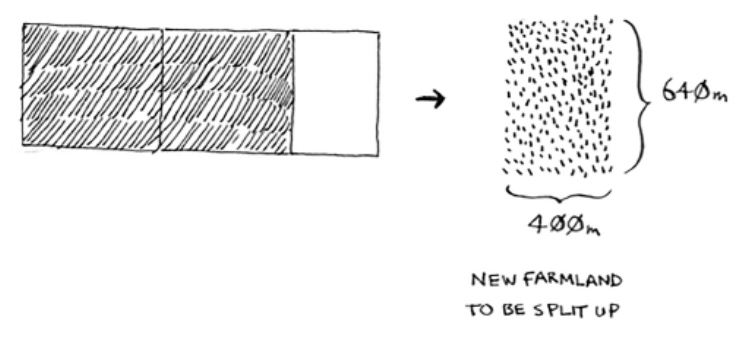 640m
400m
NEW FARMLAND
TO BE SPLIT UP